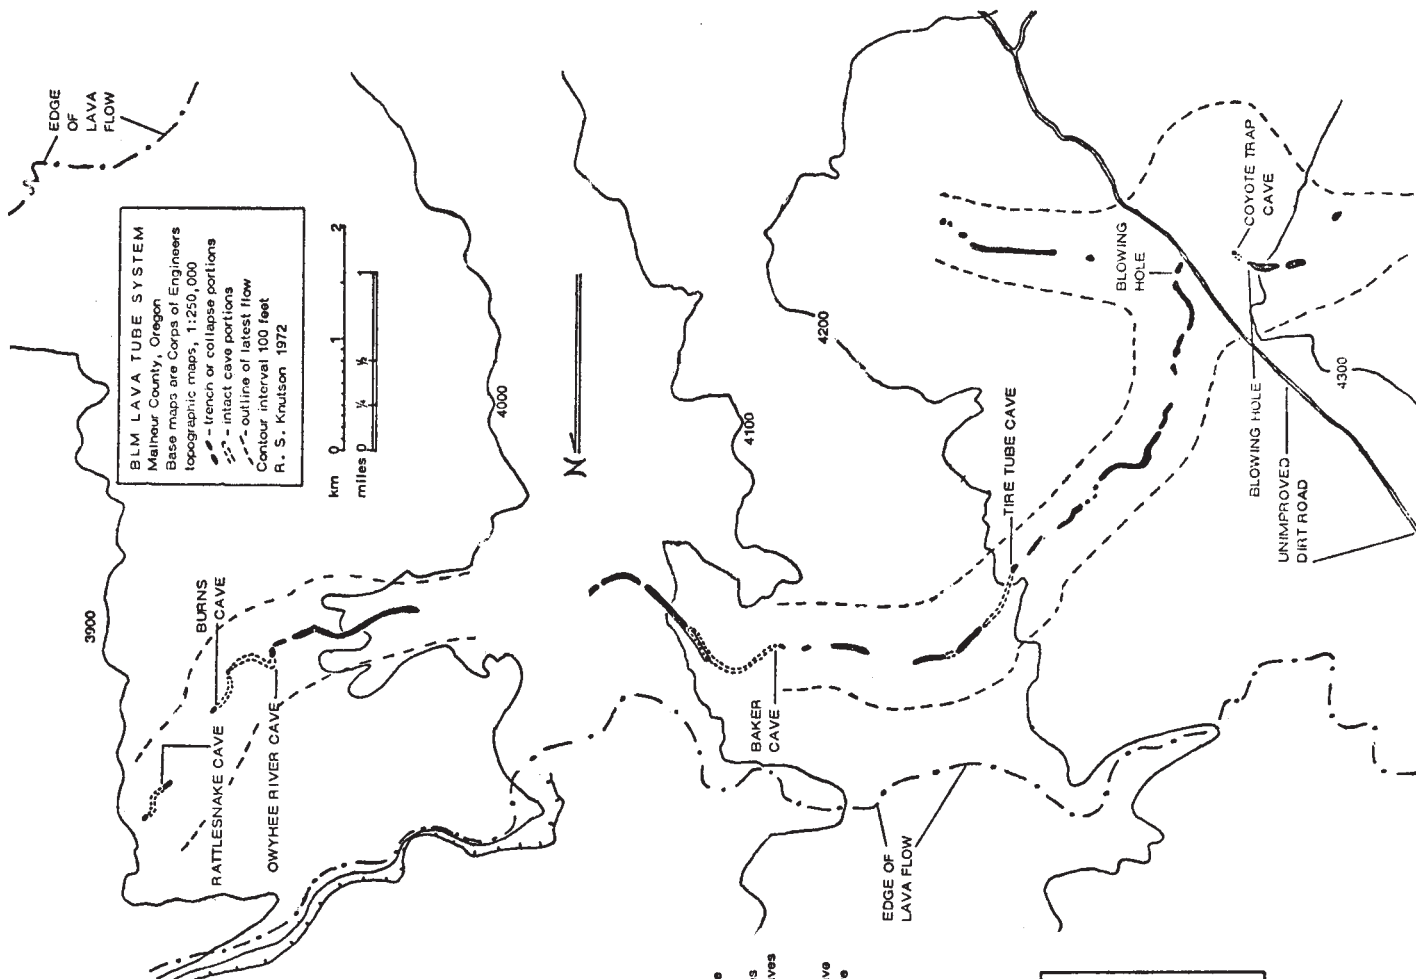 EDGE
OF
LAVA
FLOW
BLM LAVA TUBE SYSTEM
Malheur County, Oregon
Base maps are Corps of Engineers
topographic maps, 1:250,000
- trench or collapse portions
- intact cave portions
- outline of latest flow
Contour interval 100 feet
R. S. Knutson 1972
km 0 1 2
miles 0 ¼ ½ 1
N
3900
4000
4100
4200
4300
BURNS
CAVE
RATTLESNAKE CAVE
OWYHEE RIVER CAVE
BAKER
CAVE
TIRE TUBE CAVE
BLOWING
HOLE
COYOTE TRAP
CAVE
BLOWING HOLE
UNIMPROVED
DIRT ROAD
EDGE OF
LAVA FLOW